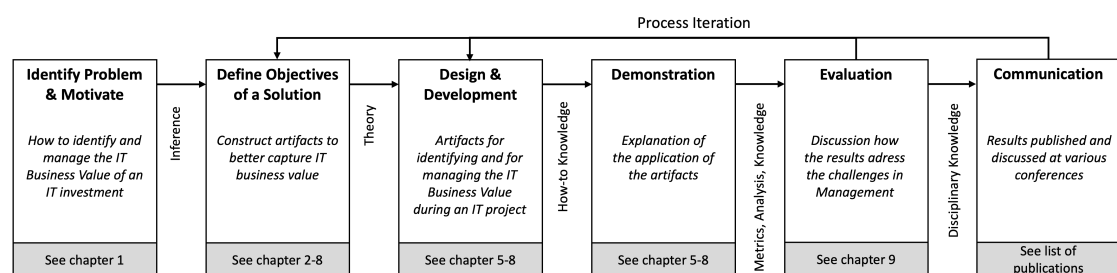 Process Iteration
Identify Problem
& Motivate
How to identify and
manage the IT
Business Value of an
IT investment
See chapter 1
Inference
Define Objectives
of a Solution
Construct artifacts to
better capture IT
business value
See chapter 2-8
Theory
Design &
Development
Artifacts for
identifying and for
managing the IT
Business Value
during an IT project
See chapter 5-8
How-to Knowledge
Demonstration
Explanation of
the application of
the artifacts
See chapter 5-8
Metrics, Analysis, Knowledge
Evaluation
Discussion how
the results adress
the challenges in
Management
See chapter 9
Disciplinary Knowledge
Communication
Results published and
discussed at various
conferences
See list of
publications